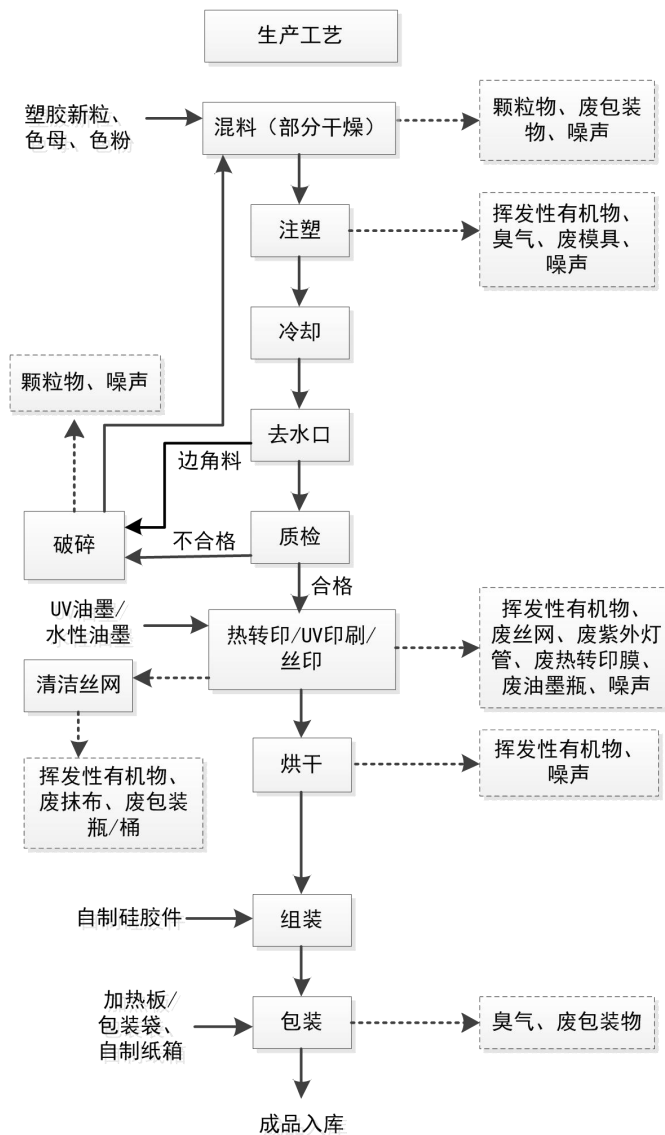 生产工艺
塑胶新粒、
色母、色粉
混料（部分干燥）
颗粒物、废包装
物、噪声
注塑
挥发性有机物、
臭气、废模具、
噪声
冷却
颗粒物、噪声
去水口
边角料
破碎
不合格
质检
合格
UV油墨/
水性油墨
热转印/UV印刷/
丝印
挥发性有机物、
废丝网、废紫外灯
管、废热转印膜、
废油墨瓶、噪声
清洁丝网
挥发性有机物、
废抹布、废包装
瓶/桶
烘干
挥发性有机物、
噪声
自制硅胶件
组装
加热板/
包装袋、
自制纸箱
包装
臭气、废包装物
成品入库